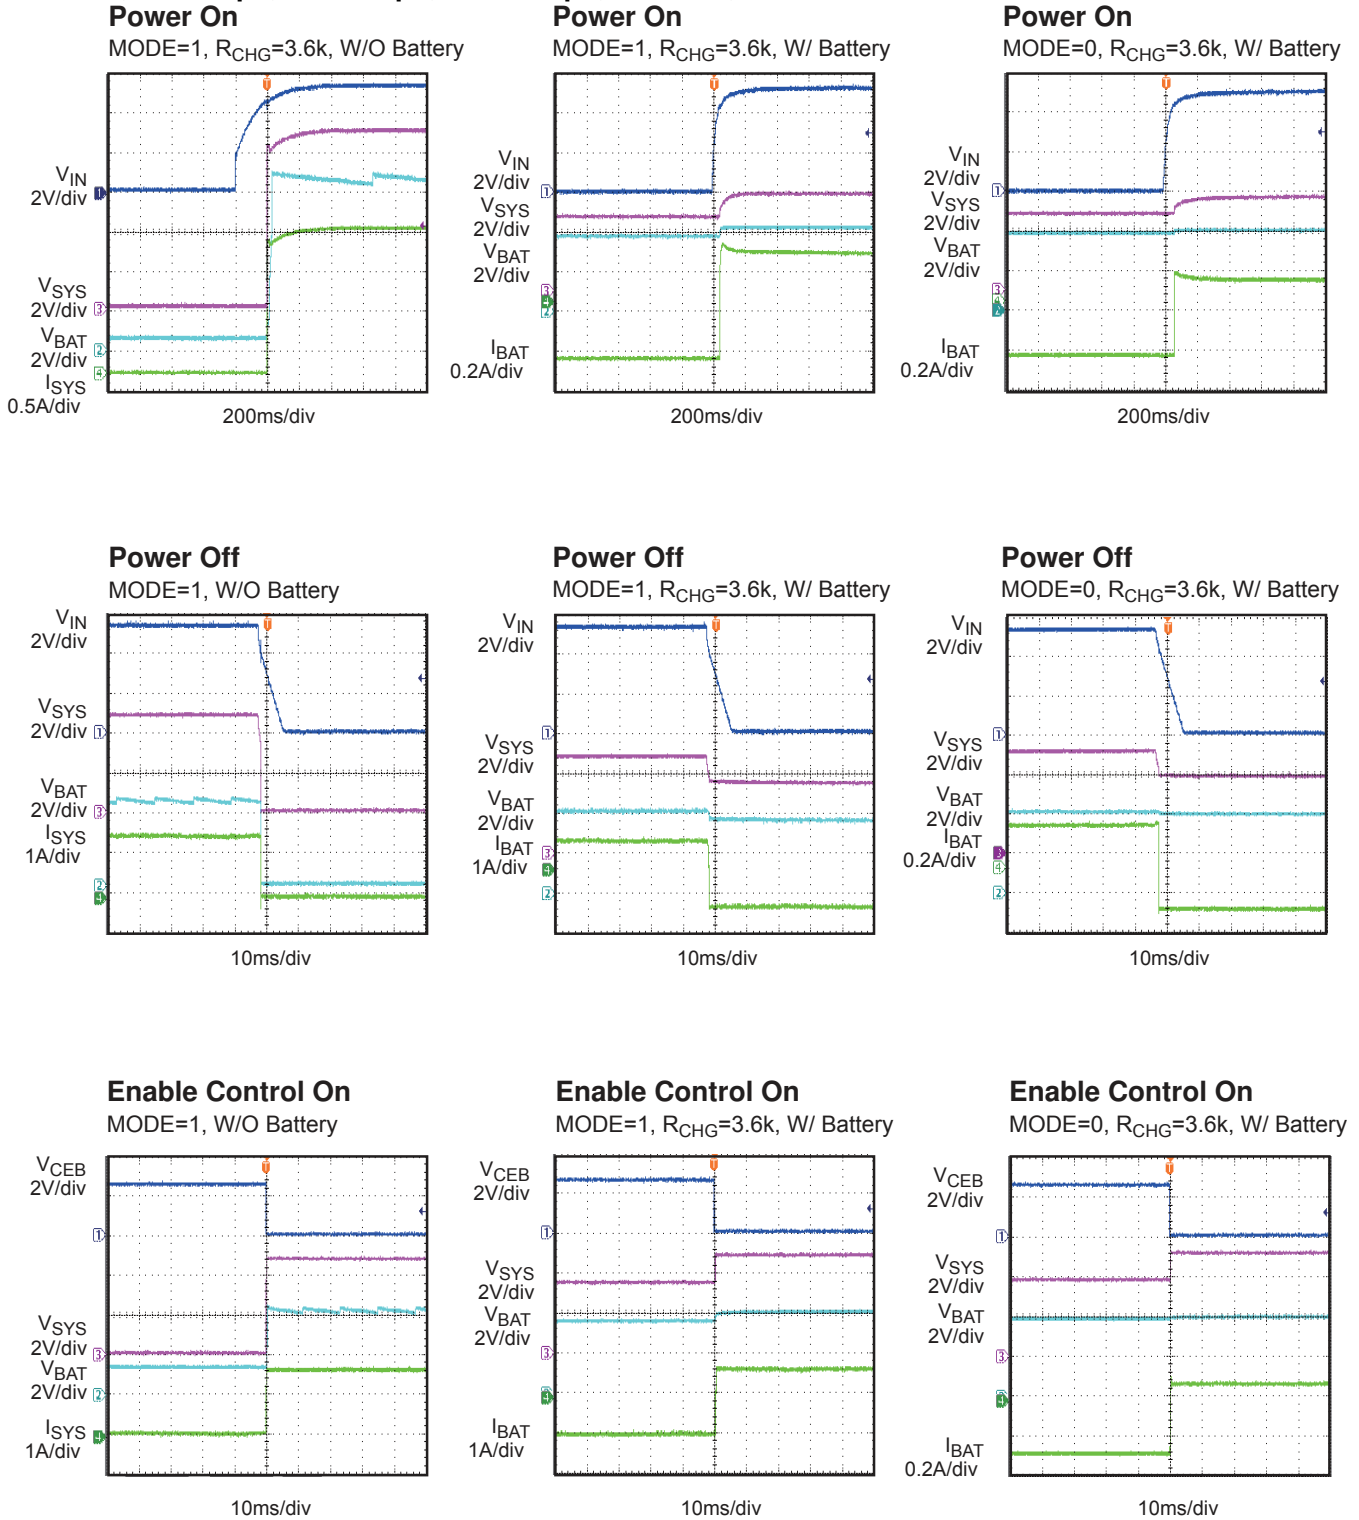 Power On
MODE=1, RCHG=3.6k, W/O Battery
VIN
2V/div
VSYS
2V/div
VBAT
2V/div
ISYS
0.5A/div
200ms/div
Power On
MODE=1, RCHG=3.6k, W/ Battery
VIN
2V/div
VSYS
2V/div
VBAT
2V/div
IBAT
0.2A/div
200ms/div
Power On
MODE=0, RCHG=3.6k, W/ Battery
VIN
2V/div
VSYS
2V/div
VBAT
2V/div
IBAT
0.2A/div
200ms/div
Power Off
MODE=1, W/O Battery
VIN
2V/div
VSYS
2V/div
VBAT
2V/div
ISYS
1A/div
10ms/div
Power Off
MODE=1, RCHG=3.6k, W/ Battery
VIN
2V/div
VSYS
2V/div
VBAT
2V/div
IBAT
1A/div
10ms/div
Power Off
MODE=0, RCHG=3.6k, W/ Battery
VIN
2V/div
VSYS
2V/div
VBAT
2V/div
IBAT
0.2A/div
10ms/div
Enable Control On
MODE=1, W/O Battery
VCEB
2V/div
VSYS
2V/div
VBAT
2V/div
ISYS
1A/div
10ms/div
Enable Control On
MODE=1, RCHG=3.6k, W/ Battery
VCEB
2V/div
VSYS
2V/div
VBAT
2V/div
IBAT
1A/div
10ms/div
Enable Control On
MODE=0, RCHG=3.6k, W/ Battery
VCEB
2V/div
VSYS
2V/div
VBAT
2V/div
IBAT
0.2A/div
10ms/div